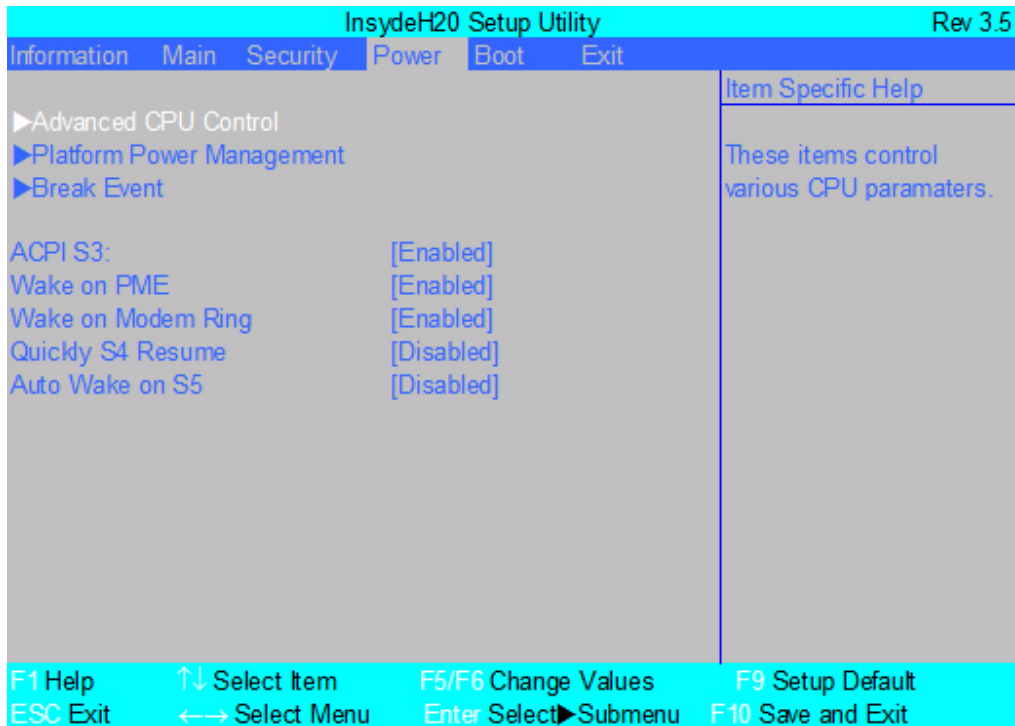 InsydeH20 Setup Utility Rev 3.5
Information Main Security Power Boot Exit
Item Specific Help
▶Advanced CPU Control
▶Platform Power Management
▶Break Event
These items control
various CPU paramaters.
ACPI S3: [Enabled]
Wake on PME [Enabled]
Wake on Modem Ring [Enabled]
Quickly S4 Resume [Disabled]
Auto Wake on S5 [Disabled]
F1 Help ↑↓ Select Item F5/F6 Change Values F9 Setup Default
ESC Exit ←→ Select Menu Enter Select▶Submenu F10 Save and Exit